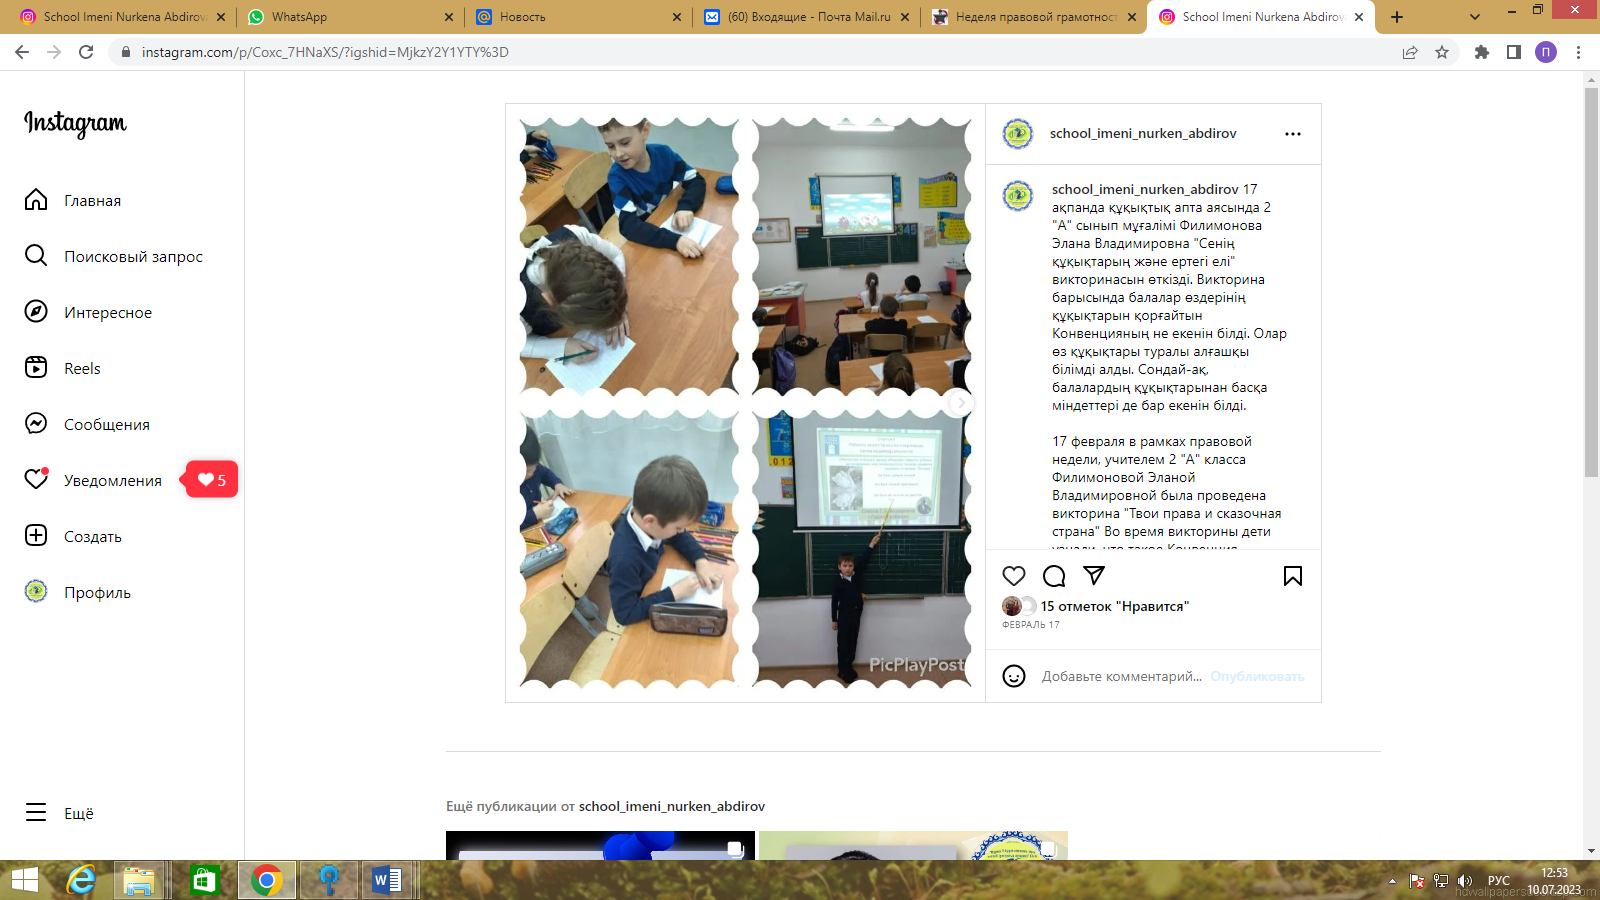 School Imeni Nurkena Abdirov
WhatsApp
Новость
(60) Входящие - Почта Mail.ru
Неделя правовой грамотност
School Imeni Nurkena Abdirov
instagram.com/p/Coxc_7HNaXS/?igshid=MjkzY2Y1YTY%3D
П
Instagram
Главная
Поисковый запрос
Интересное
Reels
Сообщения
Уведомления
5
Создать
Профиль
Ещё
PicPlayPost
school_imeni_nurken_abdirov
school_imeni_nurken_abdirov 17
ақпанда құқықтық апта аясында 2
"А" сынып мұғалімі Филимонова
Элана Владимировна "Сенің
құқықтарың және ертегі елі"
викторинасын өткізді. Викторина
барысында балалар өздерінің
құқықтарын қорғайтын
Конвенцияның не екенін білді. Олар
өз құқықтары туралы алғашқы
білімді алды. Сондай-ақ,
балалардың құқықтарынан басқа
міндеттері де бар екенін білді.
17 февраля в рамках правовой
недели, учителем 2 "А" класса
Филимоновой Эланой
Владимировной была проведена
викторина "Твои права и сказочная
страна" Во время викторины дети
узнали, что такое Конвенция
15 отметок "Нравится"
ФЕВРАЛЬ 17
Добавьте комментарий...
Опубликовать
Ещё публикации от school_imeni_nurken_abdirov
РУС
12:53
10.07.2023